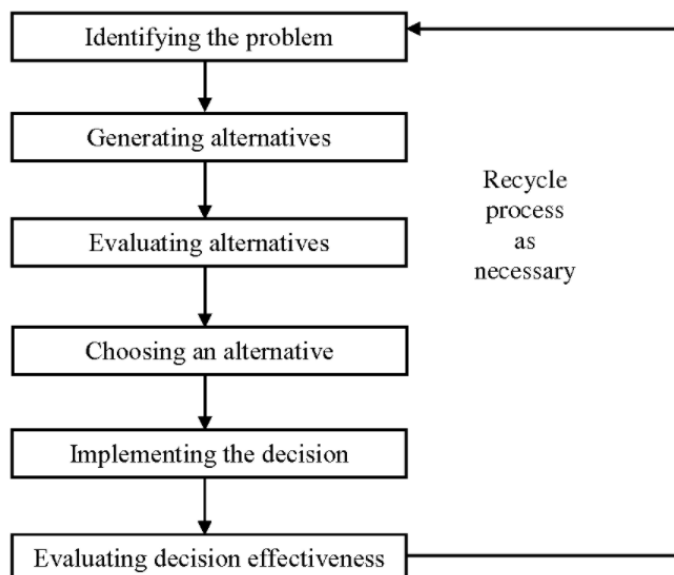 Identifying the problem
Generating alternatives
Evaluating alternatives
Recycle
process
as
necessary
Choosing an alternative
Implementing the decision
Evaluating decision effectiveness